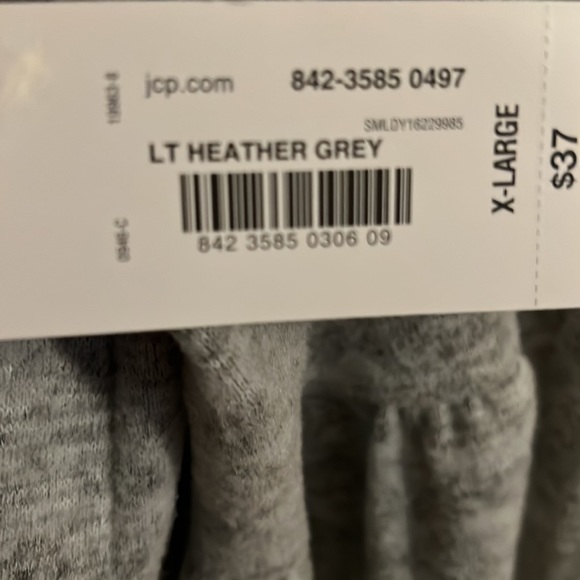 jcp.com 842-3585 0497
SMLDY16229985
LT HEATHER GREY
842 3585 0306 09
X-LARGE
$37